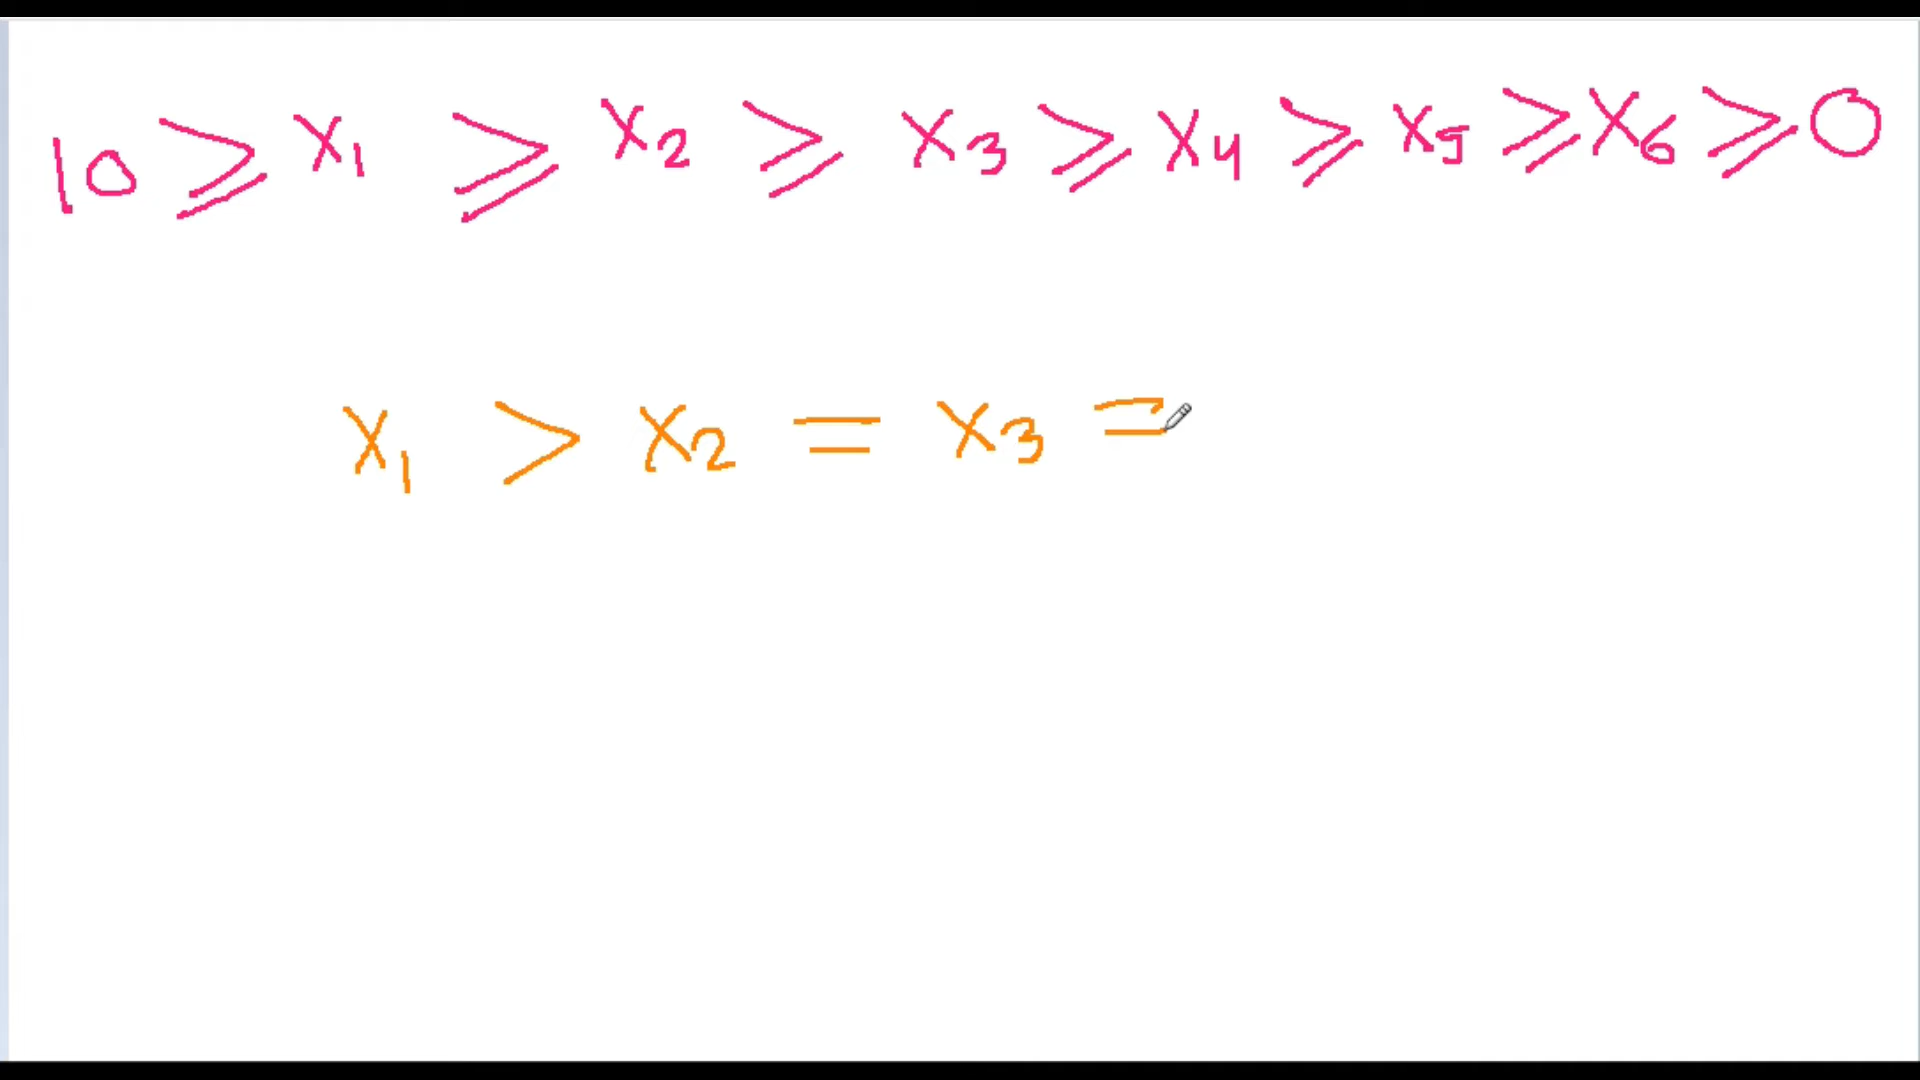 10 ≥ x₁ ≥ x₂ ≥ x₃ ≥ x₄ ≥ x₅ ≥ x₆ ≥ 0
x₁ > x₂ = x₃ =